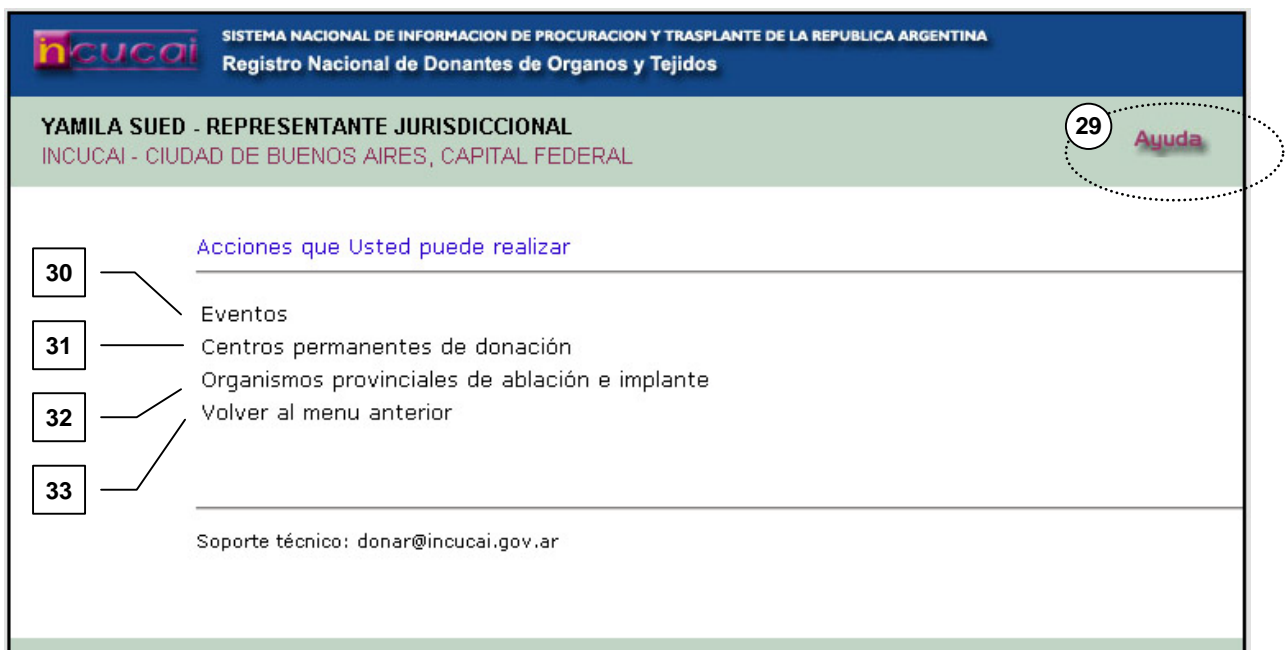 incucai
SISTEMA NACIONAL DE INFORMACION DE PROCURACION Y TRASPLANTE DE LA REPUBLICA ARGENTINA
Registro Nacional de Donantes de Organos y Tejidos
YAMILA SUED - REPRESENTANTE JURISDICCIONAL
INCUCAI - CIUDAD DE BUENOS AIRES, CAPITAL FEDERAL
29
Ayuda
Acciones que Usted puede realizar
30
Eventos
31
Centros permanentes de donación
Organismos provinciales de ablación e implante
32
Volver al menu anterior
33
Soporte técnico: donar@incucai.gov.ar